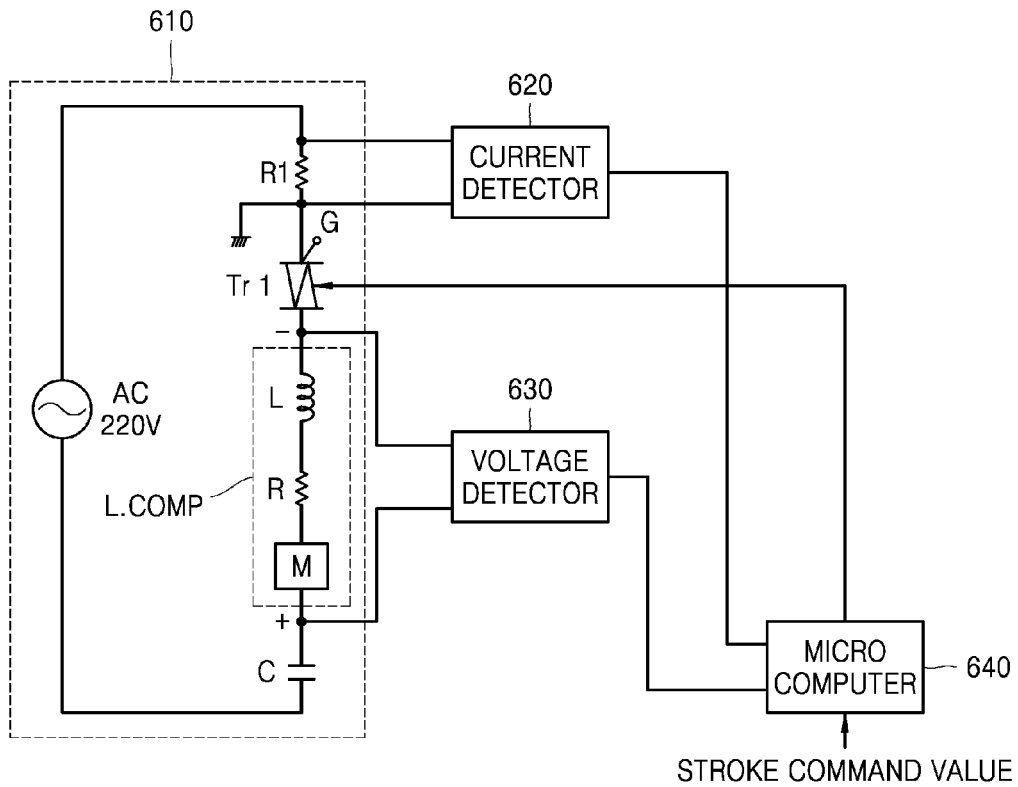 610
620
CURRENT
DETECTOR
R1
G
Tr 1
−
AC
220V
L
630
VOLTAGE
DETECTOR
R
L.COMP
M
+
C
MICRO
COMPUTER
640
STROKE COMMAND VALUE